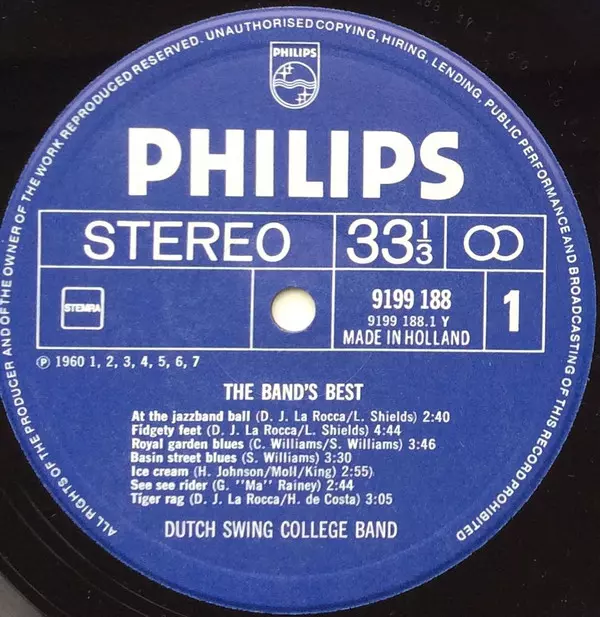 ALL RIGHTS OF THE PRODUCER AND OF THE OWNER OF THE WORK REPRODUCED RESERVED. UNAUTHORISED COPYING, HIRING, LENDING, PUBLIC PERFORMANCE AND BROADCASTING OF THIS RECORD PROHIBITED
PHILIPS
PHILIPS
STEREO 33 1/3
STEMRA
9199 188
9199 188.1 Y
MADE IN HOLLAND
1
℗ 1960 1, 2, 3, 4, 5, 6, 7
THE BAND'S BEST
At the jazzband ball (D. J. La Rocca/L. Shields) 2:40
Fidgety feet (D. J. La Rocca/L. Shields) 4:44
Royal garden blues (C. Williams/S. Williams) 3:46
Basin street blues (S. Williams) 3:30
Ice cream (H. Johnson/Moll/King) 2:55)
See see rider (G. "Ma" Rainey) 2:44
Tiger rag (D. J. La Rocca/H. de Costa) 3:05
DUTCH SWING COLLEGE BAND